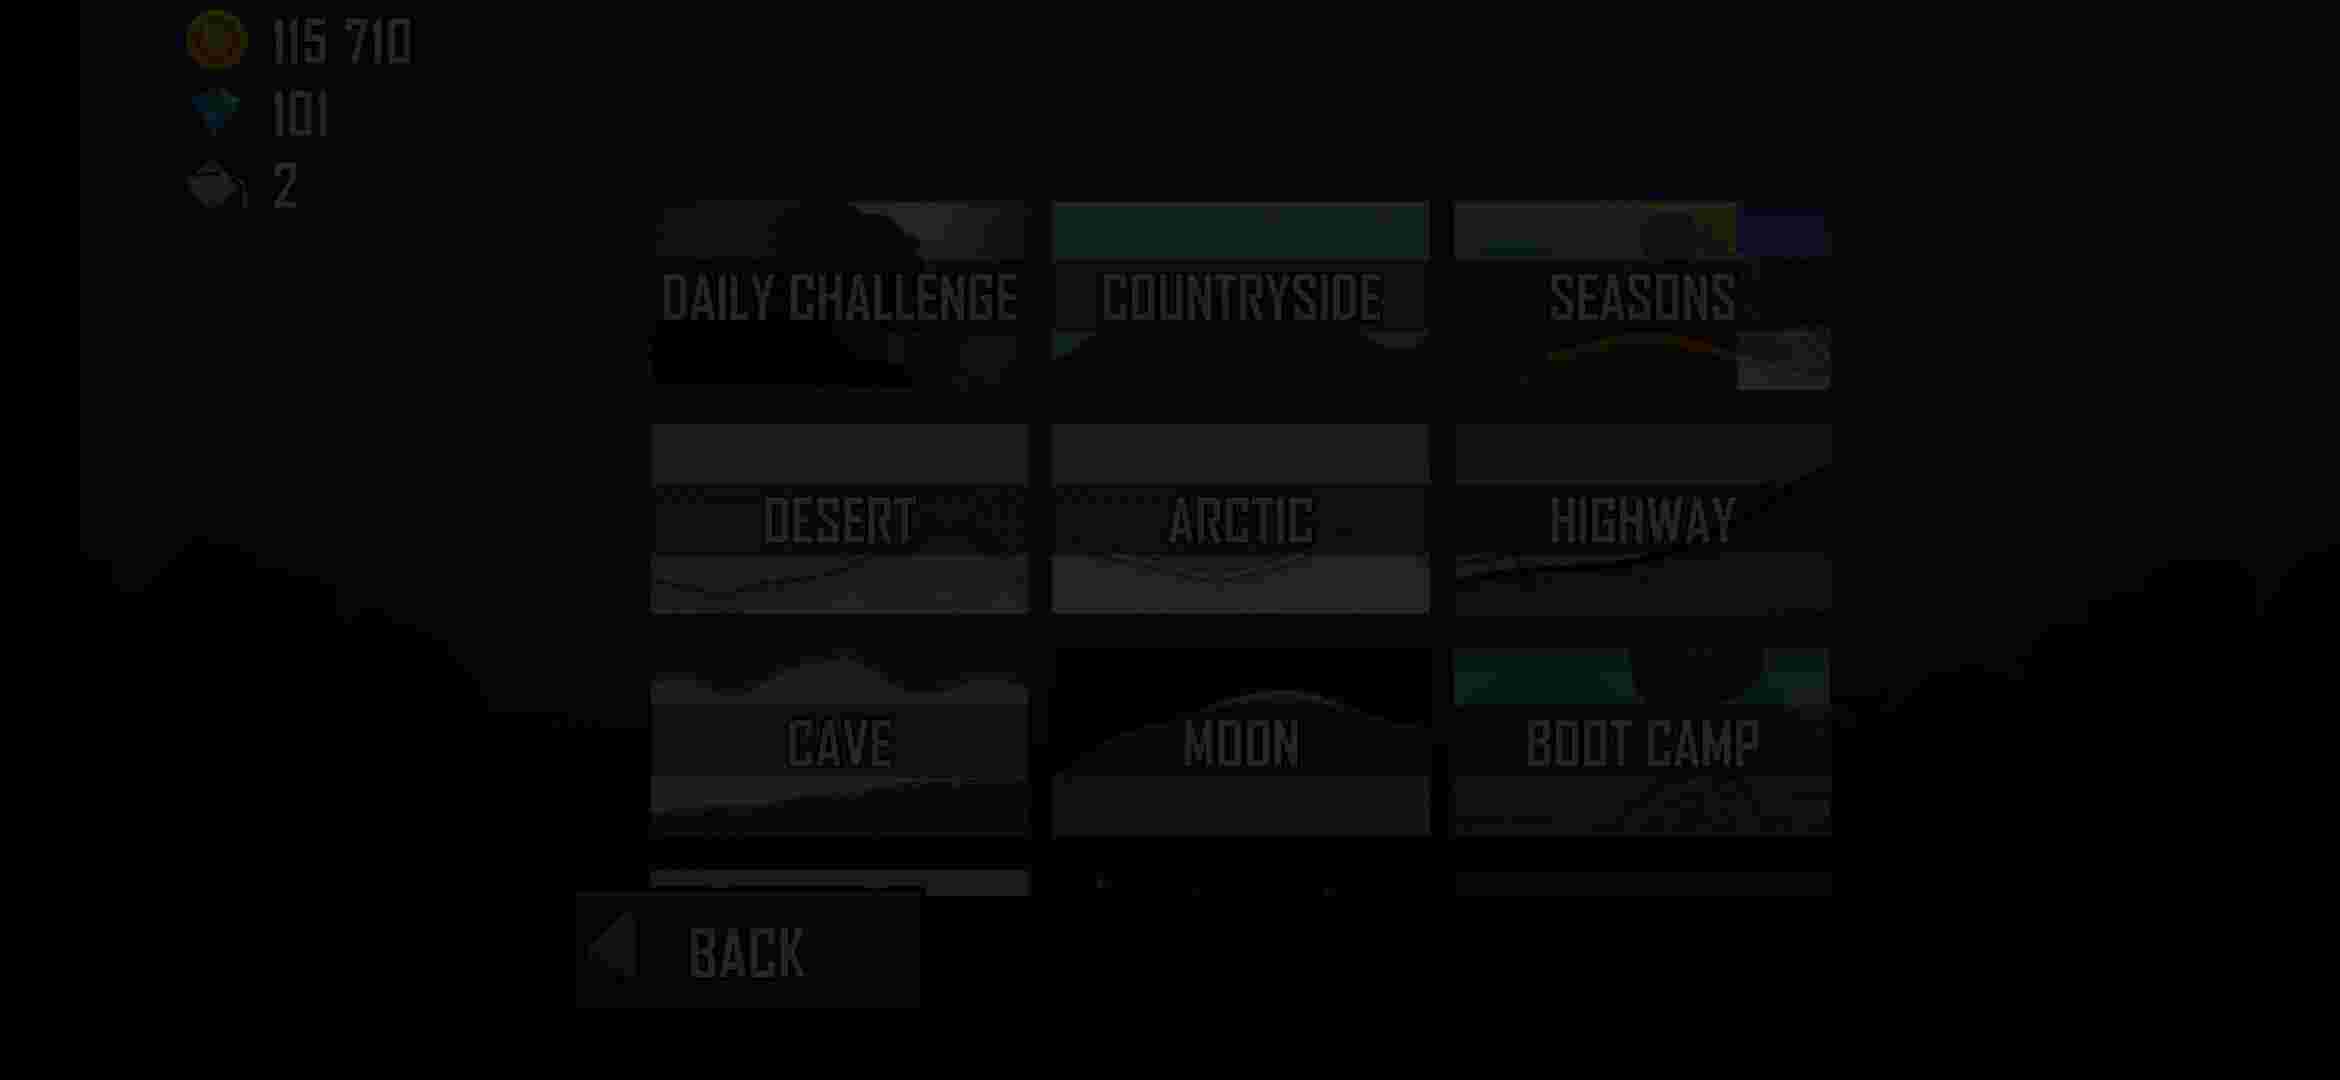 115 710
101
2
DAILY CHALLENGE
COUNTRYSIDE
SEASONS
DESERT
ARCTIC
HIGHWAY
CAVE
MOON
BOOT CAMP
BACK